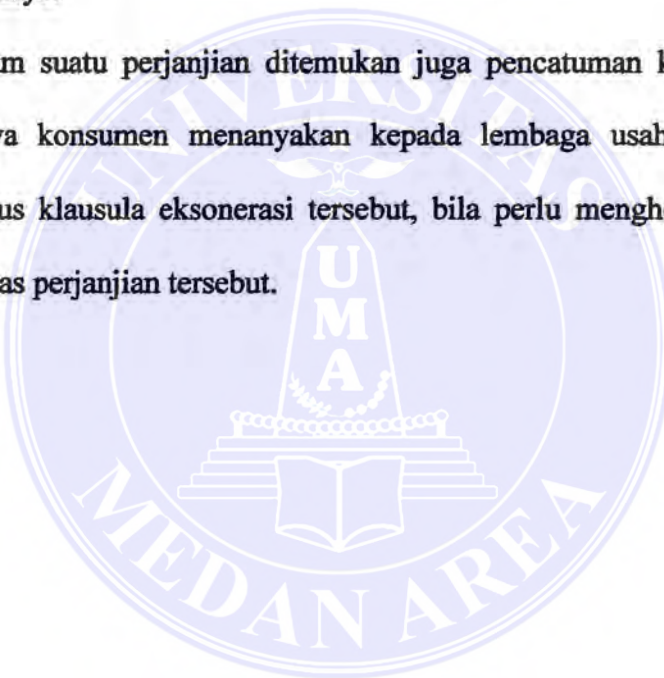 m suatu perjanjian ditemukan juga pencatuman k
a konsumen menanyakan kepada lembaga usah
us klausula eksonerasi tersebut, bila perlu mengh
as perjanjian tersebut.
UNIVERSITAS
U
M
A
MEDAN AREA